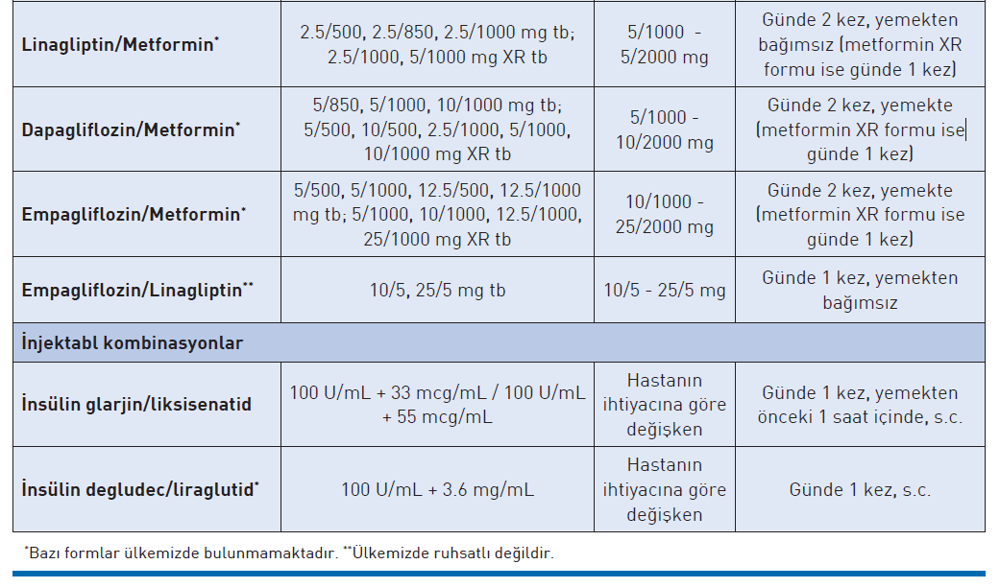 Linagliptin/Metformin*
2.5/500, 2.5/850, 2.5/1000 mg tb;
2.5/1000, 5/1000 mg XR tb
5/1000 -
5/2000 mg
Günde 2 kez, yemekten
bağımsız (metformin XR
formu ise günde 1 kez)
Dapagliflozin/Metformin*
5/850, 5/1000, 10/1000 mg tb;
5/500, 10/500, 2.5/1000, 5/1000,
10/1000 mg XR tb
5/1000 -
10/2000 mg
Günde 2 kez, yemekte
(metformin XR formu ise
günde 1 kez)
Empagliflozin/Metformin*
5/500, 5/1000, 12.5/500, 12.5/1000
mg tb; 5/1000, 10/1000, 12.5/1000,
25/1000 mg XR tb
10/1000 -
25/2000 mg
Günde 2 kez, yemekte
(metformin XR formu ise
günde 1 kez)
Empagliflozin/Linagliptin**
10/5, 25/5 mg tb
10/5 - 25/5 mg
Günde 1 kez, yemekten
bağımsız
İnjektabl kombinasyonlar
İnsülin glarjin/liksisenatid
100 U/mL + 33 mcg/mL / 100 U/mL
+ 55 mcg/mL
Hastanın
ihtiyacına göre
değişken
Günde 1 kez, yemekten
önceki 1 saat içinde, s.c.
İnsülin degludec/liraglutid*
100 U/mL + 3.6 mg/mL
Hastanın
ihtiyacına göre
değişken
Günde 1 kez, s.c.
*Bazı formlar ülkemizde bulunmamaktadır. **Ülkemizde ruhsatlı değildir.